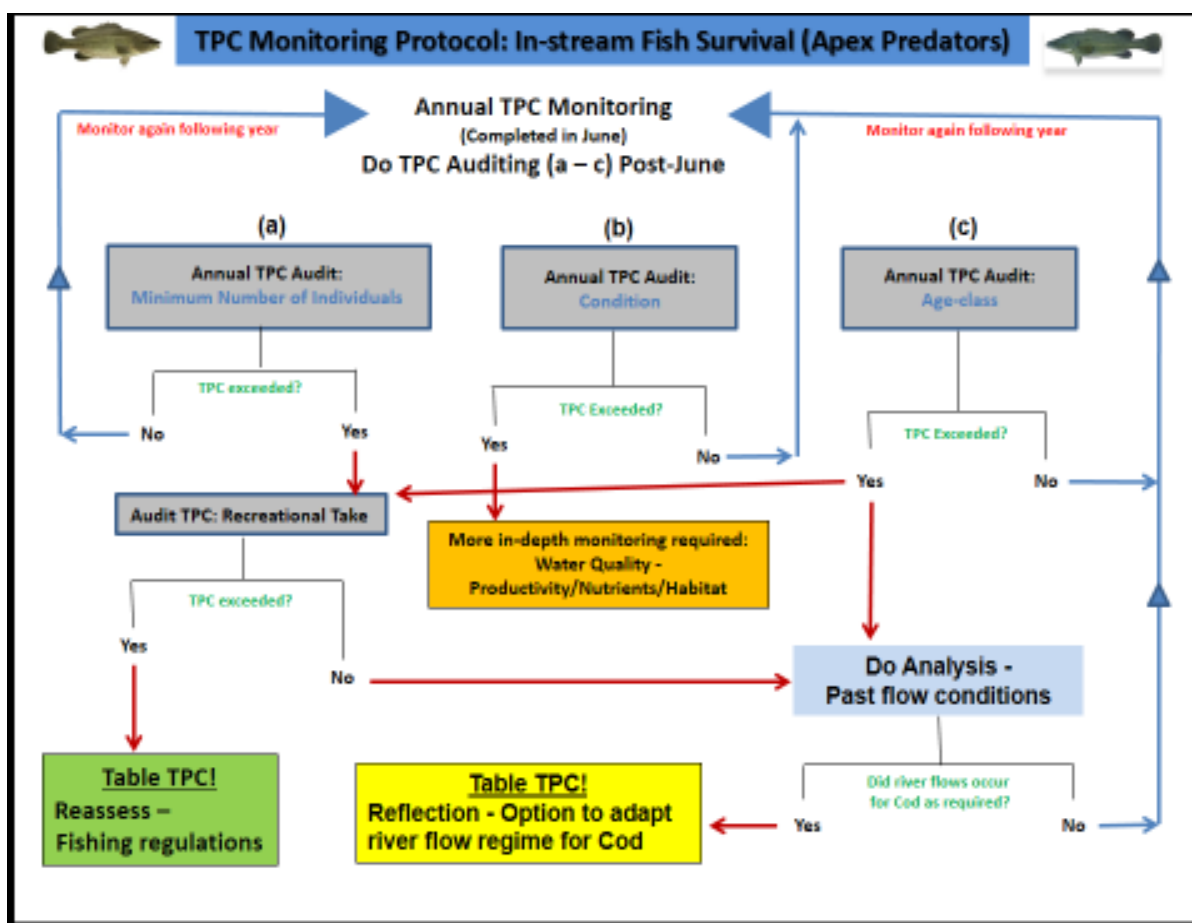 TPC Monitoring Protocol: In-stream Fish Survival (Apex Predators)
Annual TPC Monitoring
(Completed in June)
Do TPC Auditing (a – c) Post-June
Monitor again following year
Monitor again following year
(a)
(b)
(c)
Annual TPC Audit:
Minimum Number of Individuals
Annual TPC Audit:
Condition
Annual TPC Audit:
Age-class
TPC exceeded?
No
Yes
TPC Exceeded?
Yes
No
TPC Exceeded?
Yes
No
Audit TPC: Recreational Take
More in-depth monitoring required:
Water Quality -
Productivity/Nutrients/Habitat
TPC exceeded?
Yes
No
Do Analysis -
Past flow conditions
Table TPC!
Reassess –
Fishing regulations
Table TPC!
Reflection - Option to adapt
river flow regime for Cod
Did river flows occur
for Cod as required?
Yes
No